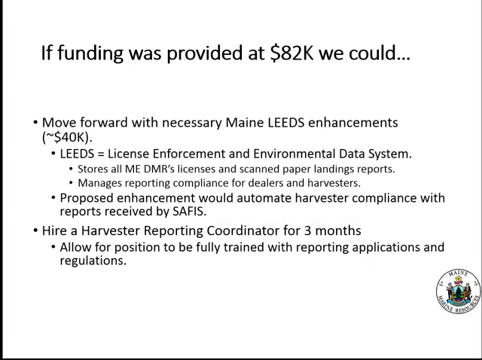 If funding was provided at $82K we could…
• Move forward with necessary Maine LEEDS enhancements
(~$40K).
• LEEDS = License Enforcement and Environmental Data System.
• Stores all ME DMR's licenses and scanned paper landings reports.
• Manages reporting compliance for dealers and harvesters.
• Proposed enhancement would automate harvester compliance with
reports received by SAFIS.
• Hire a Harvester Reporting Coordinator for 3 months
• Allow for position to be fully trained with reporting applications and
regulations.
MAINE
MARINE RESOURCES